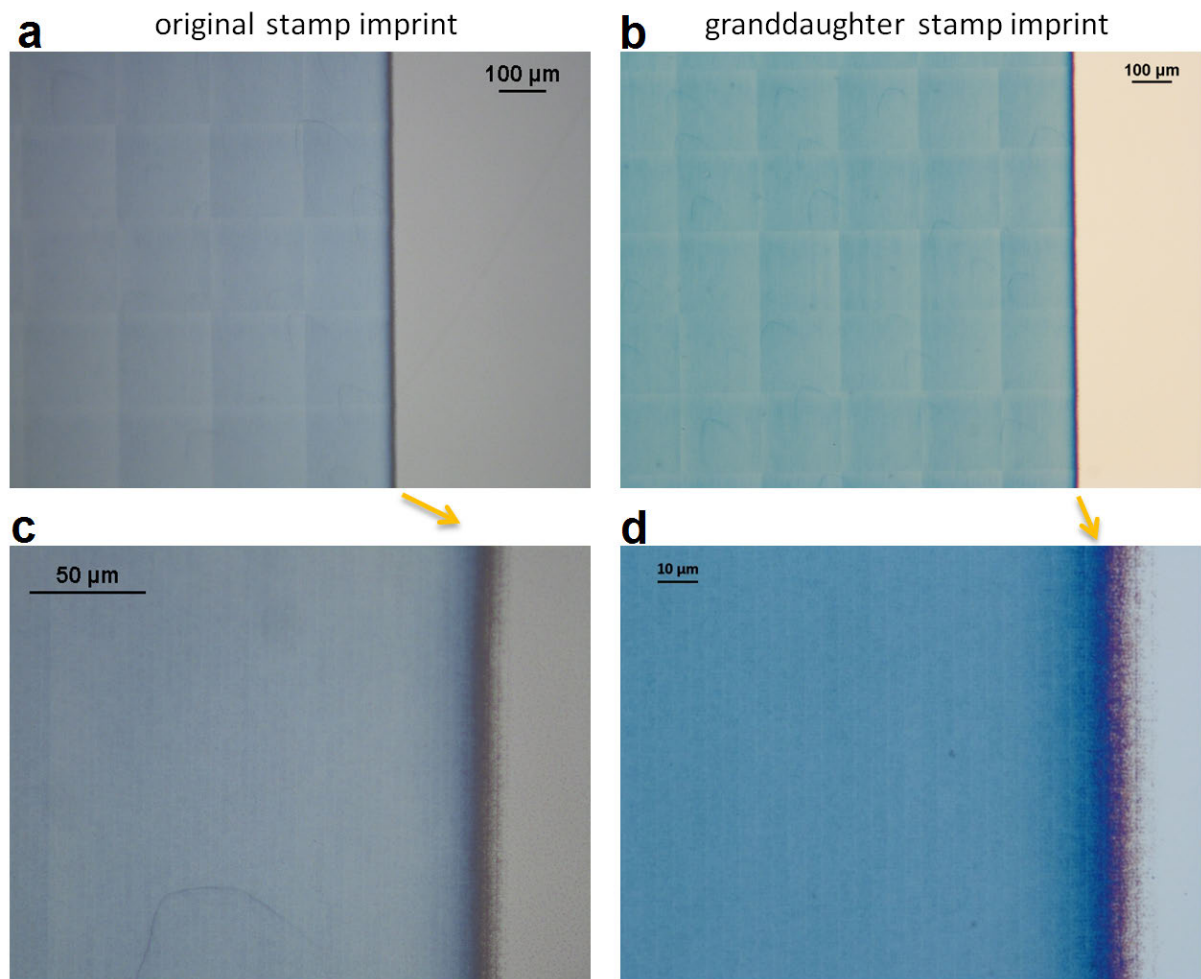 original stamp imprint
granddaughter stamp imprint
a
b
100 µm
100 µm
c
d
50 µm
10 µm